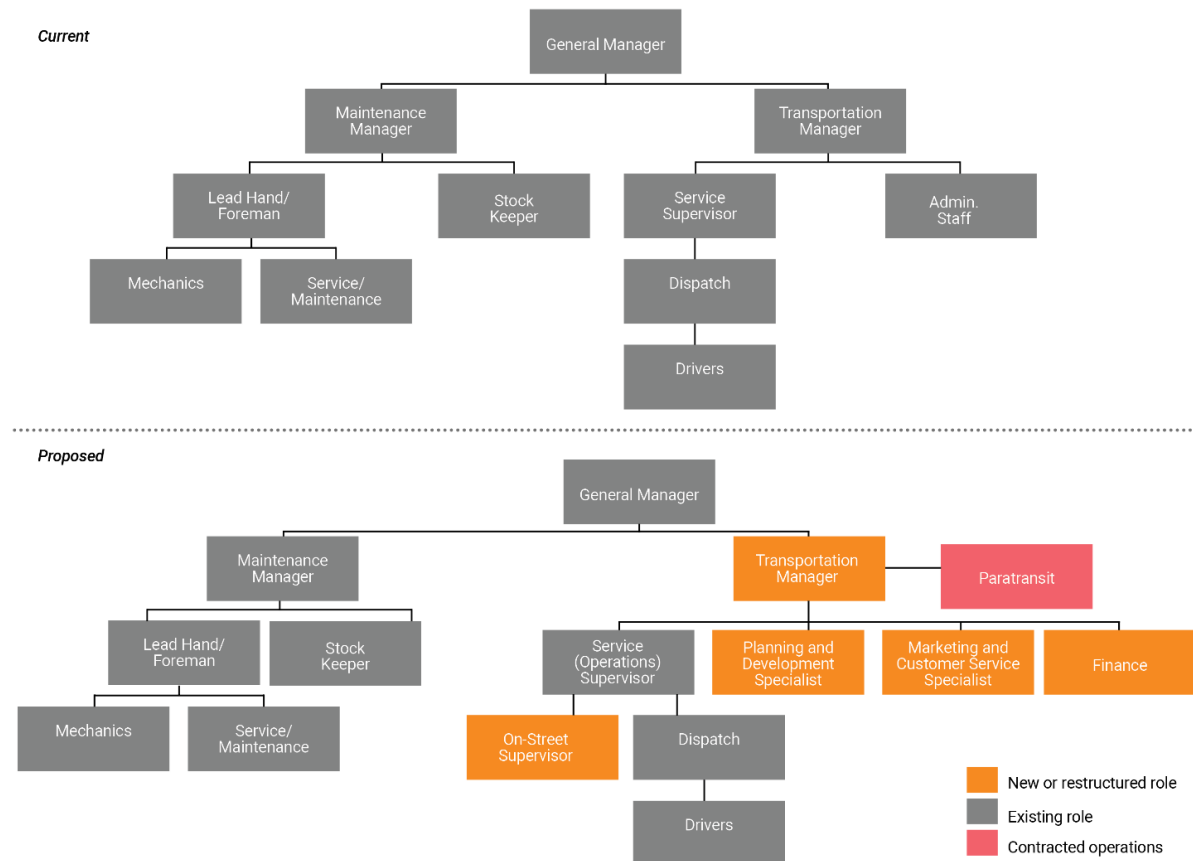 Current
General Manager
Maintenance
Manager
Transportation
Manager
Lead Hand/
Foreman
Stock
Keeper
Service
Supervisor
Admin.
Staff
Mechanics
Service/
Maintenance
Dispatch
Drivers
Proposed
General Manager
Maintenance
Manager
Transportation
Manager
Paratransit
Lead Hand/
Foreman
Stock
Keeper
Service
(Operations)
Supervisor
Planning and
Development
Specialist
Marketing and
Customer Service
Specialist
Finance
Mechanics
Service/
Maintenance
On-Street
Supervisor
Dispatch
Drivers
New or restructured role
Existing role
Contracted operations